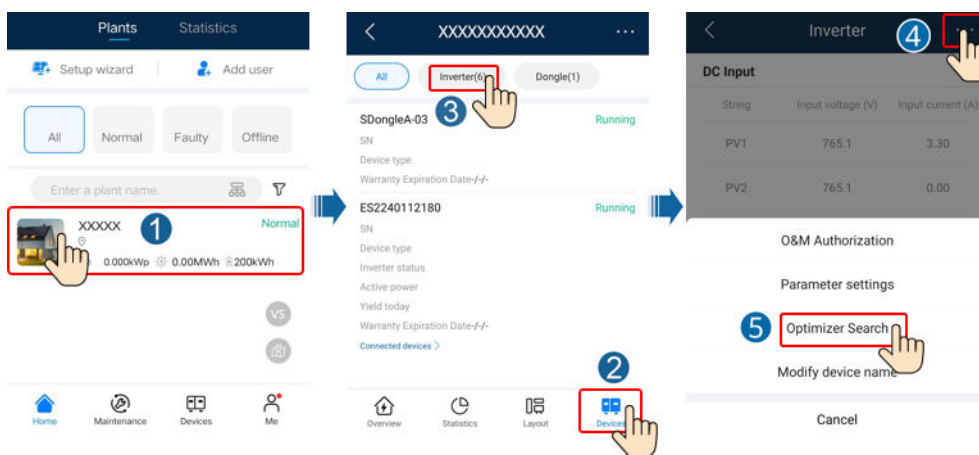 Plants Statistics
Setup wizard Add user
All Normal Faulty Offline
Enter a plant name.
XXXXX 1 Normal
0.000kWp 0.00MWh 200kWh
VS
Home Maintenance Devices Me
XXXXXXXXXXX ...
All Inverter(6) Dongle(1)
3
SDongleA-03 Running
SN
Device type
Warranty Expiration Date-/-/-
ES2240112180 Running
SN
Device type
Inverter status
Active power
Yield today
Warranty Expiration Date-/-/-
Connected devices >
2
Overview Statistics Layout Devices
Inverter 4 ...
DC Input
String Input voltage (V) Input current (A)
PV1 765.1 3.30
PV2 765.1 0.00
O&M Authorization
Parameter settings
5 Optimizer Search
Modify device name
Cancel